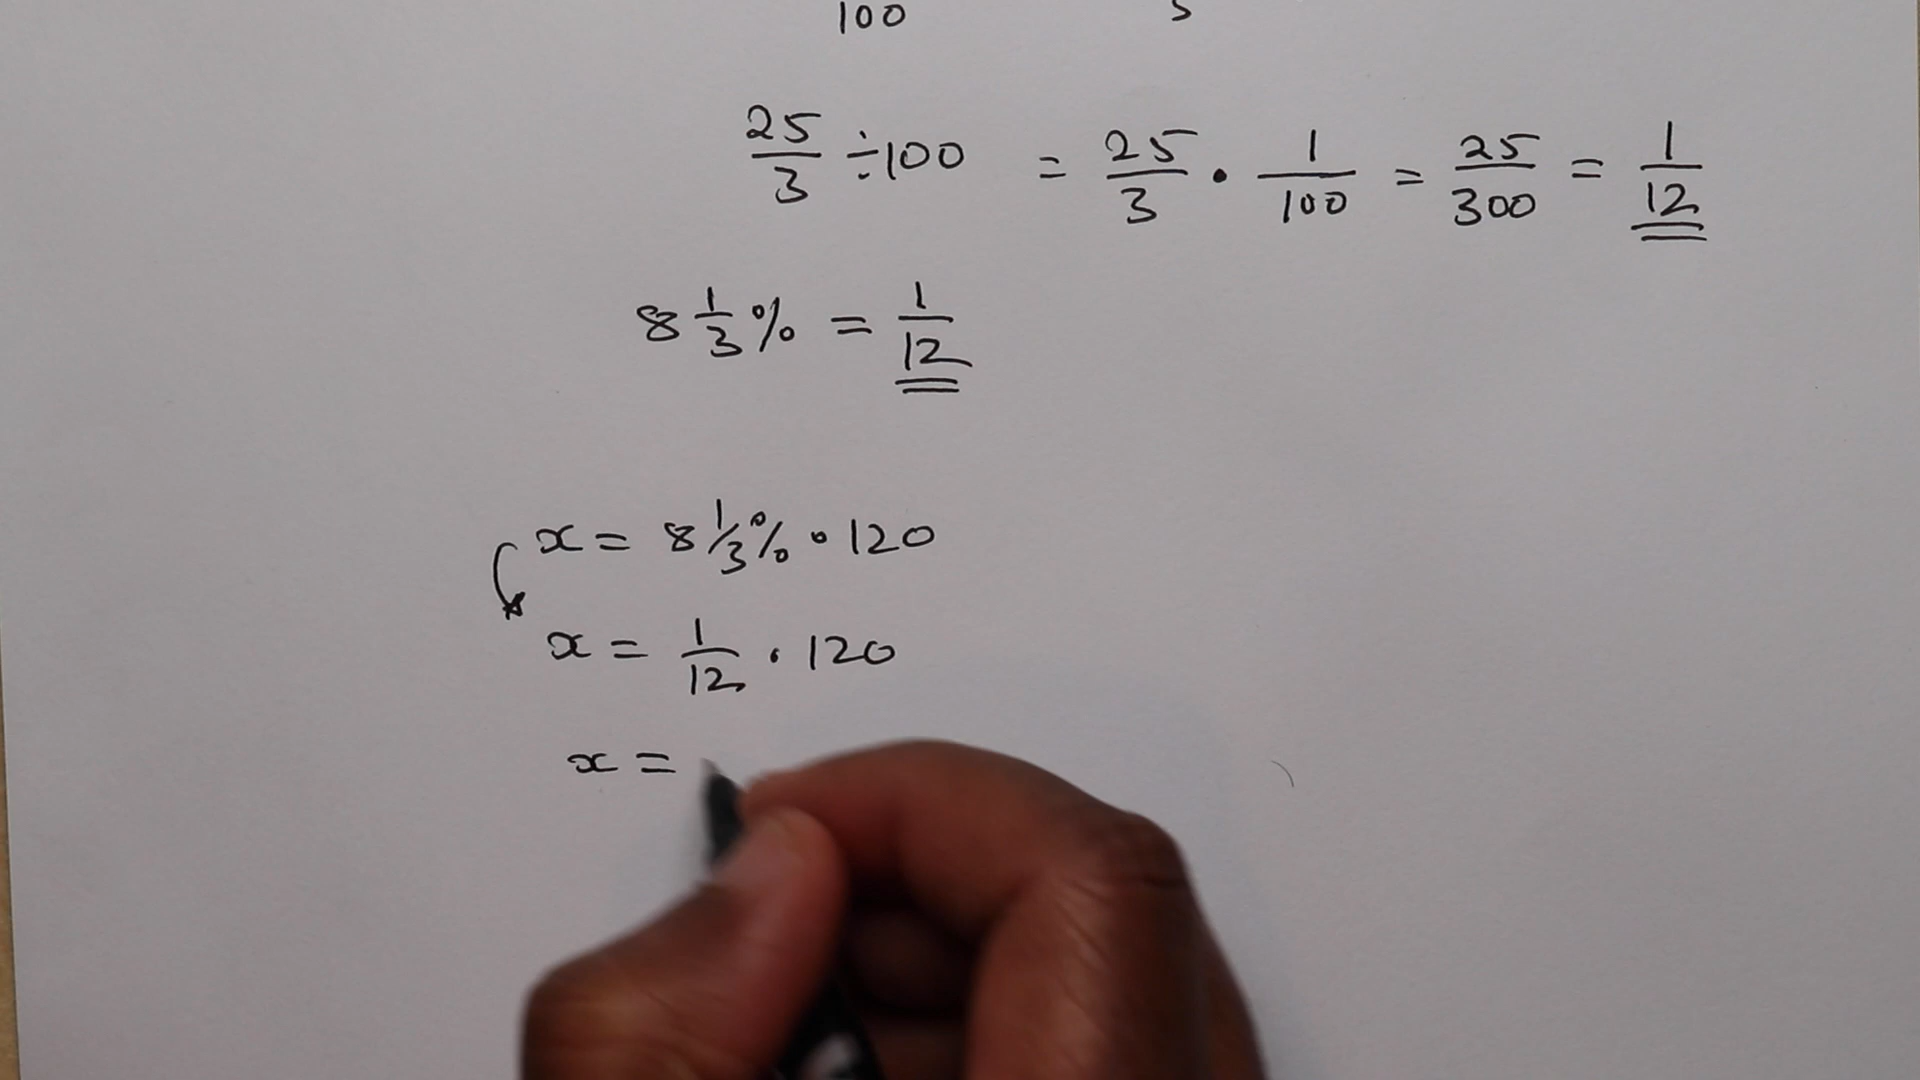 100 3
25/3 ÷100 = 25/3 • 1/100 = 25/300 = 1/12
8 1/3 % = 1/12
x = 8 1/3 % • 120
x = 1/12 . 120
x =